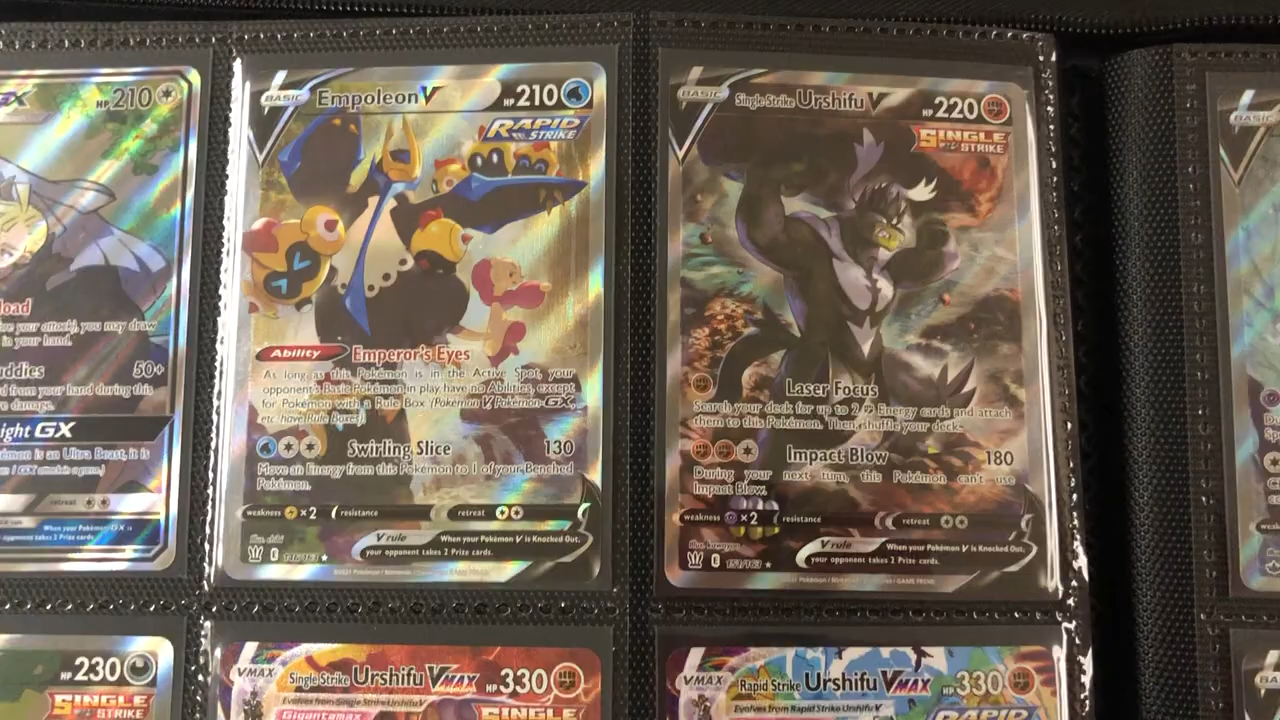 GX HP 210
load
your attack), you may draw
in your hand.
uddies 50+
d from your hand during this
damage.
ight GX
Pokémon is an Ultra Beast, it is
retreat
When your Pokémon-GX is
takes 2 Prize cards.
BASIC Empoleon V HP 210
RAPID STRIKE
Ability Emperor's Eyes
As long as this Pokémon is in the Active Spot, your
opponent's Basic Pokémon in play have no Abilities, except
for Pokémon with a Rule Box (Pokémon V, Pokémon-GX,
etc. have Rule Boxes).
Swirling Slice 130
Move an Energy from this Pokémon to 1 of your Benched
Pokémon.
weakness ×2 resistance retreat
V rule When your Pokémon V is Knocked Out,
your opponent takes 2 Prize cards.
E 146/163
BASIC Single Strike Urshifu V HP 220
SINGLE STRIKE
Laser Focus
Search your deck for up to 2 Energy cards and attach
them to this Pokémon. Then, shuffle your deck.
Impact Blow 180
During your next turn, this Pokémon can't use
Impact Blow.
weakness ×2 resistance retreat
V rule When your Pokémon V is Knocked Out,
your opponent takes 2 Prize cards.
E 151/163
BASIC
HP 230
SINGLE
STRIKE
VMAX Single Strike Urshifu VMAX HP 330
Evolves from Single Strike Urshifu V
Gigantamax SINGLE
VMAX Rapid Strike Urshifu VMAX HP 330
Evolves from Rapid Strike Urshifu V
RAPID